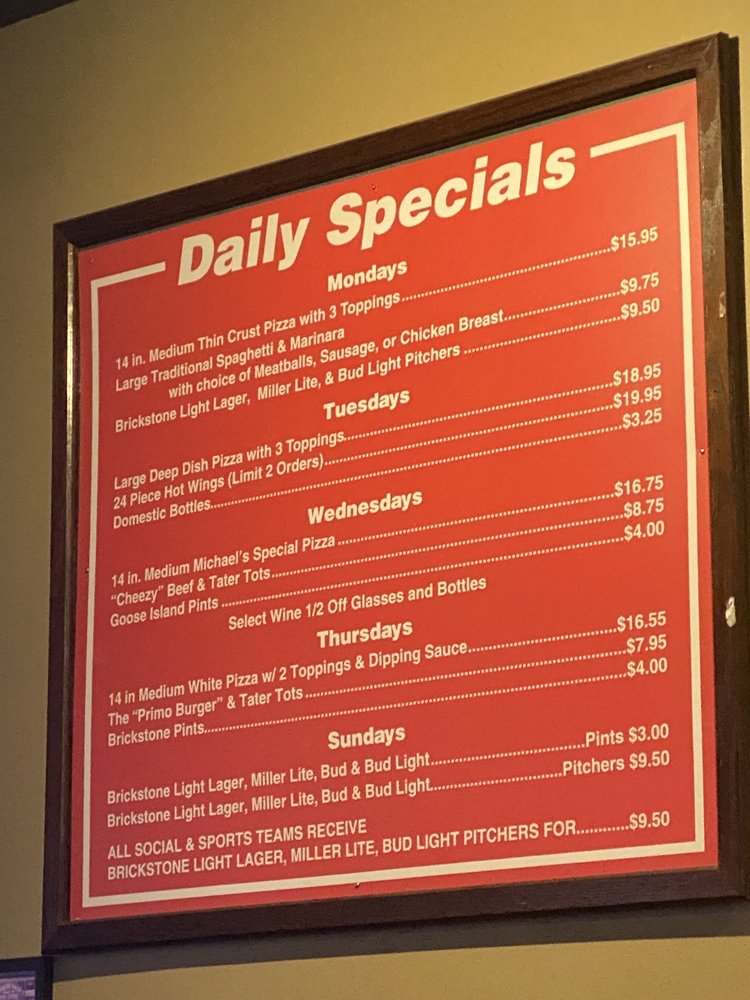 Daily Specials
Mondays
14 in. Medium Thin Crust Pizza with 3 Toppings...$15.95
Large Traditional Spaghetti & Marinara
with choice of Meatballs, Sausage, or Chicken Breast...$9.75
Brickstone Light Lager, Miller Lite, & Bud Light Pitchers ...$9.50
Tuesdays
Large Deep Dish Pizza with 3 Toppings...$18.95
24 Piece Hot Wings (Limit 2 Orders)...$19.95
Domestic Bottles...$3.25
Wednesdays
14 in. Medium Michael's Special Pizza ...$16.75
"Cheezy" Beef & Tater Tots...$8.75
Goose Island Pints ...$4.00
Select Wine 1/2 Off Glasses and Bottles
Thursdays
14 in Medium White Pizza w/ 2 Toppings & Dipping Sauce...$16.55
The "Primo Burger" & Tater Tots...$7.95
Brickstone Pints...$4.00
Sundays
Brickstone Light Lager, Miller Lite, Bud & Bud Light...Pints $3.00
Brickstone Light Lager, Miller Lite, Bud & Bud Light...Pitchers $9.50
ALL SOCIAL & SPORTS TEAMS RECEIVE
BRICKSTONE LIGHT LAGER, MILLER LITE, BUD LIGHT PITCHERS FOR...$9.50